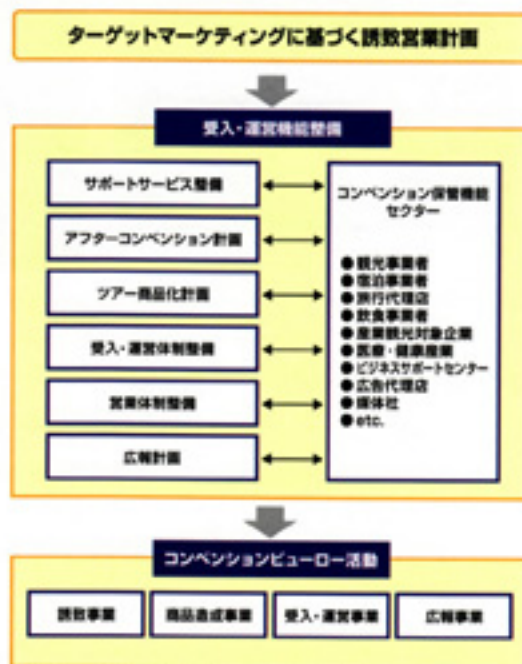 ターゲットマーケティングに基づく誘致営業計画
受入・運営機能整備
サポートサービス整備
アフターコンベンション計画
ツアー商品化計画
受入・運営体制整備
営業体制整備
広報計画
コンベンション保管機能
セクター
●観光事業者
●宿泊事業者
●旅行代理店
●飲食事業者
●産業観光対象企業
●医療・健康産業
●ビジネスサポートセンター
●広告代理店
●媒体社
●etc.
コンベンションビューロー活動
誘致事業
商品造成事業
受入・運営事業
広報事業